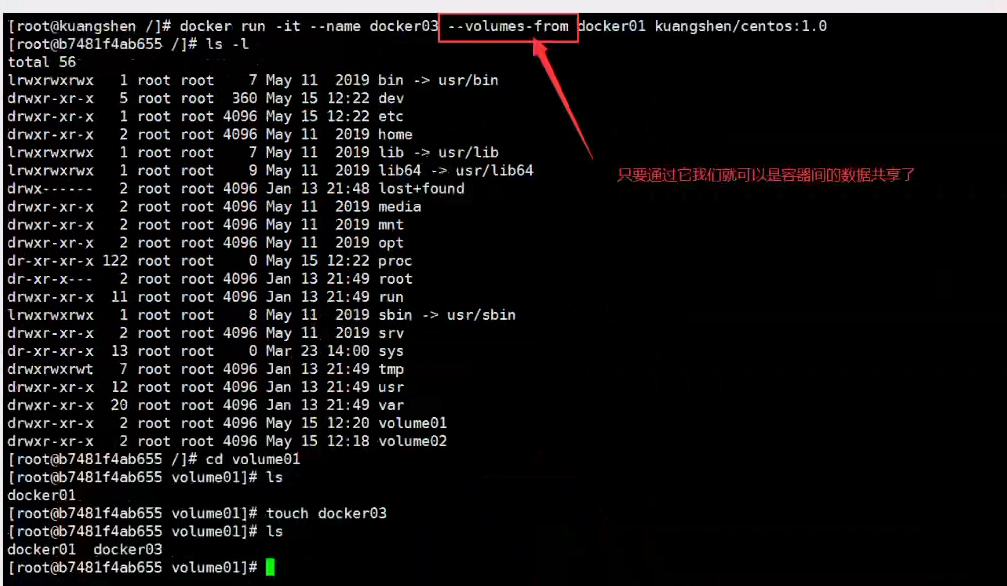 [root@kuangshen /]# docker run -it --name docker03 --volumes-from docker01 kuangshen/centos:1.0
[root@b7481f4ab655 /]# ls -l
total 56
lrwxrwxrwx   1 root root    7 May 11  2019 bin -> usr/bin
drwxr-xr-x   5 root root  360 May 15 12:22 dev
drwxr-xr-x   1 root root 4096 May 15 12:22 etc
drwxr-xr-x   2 root root 4096 May 11  2019 home
lrwxrwxrwx   1 root root    7 May 11  2019 lib -> usr/lib
lrwxrwxrwx   1 root root    9 May 11  2019 lib64 -> usr/lib64
只要通过它我们就可以是容器间的数据共享了
drwx------   2 root root 4096 Jan 13 21:48 lost+found
drwxr-xr-x   2 root root 4096 May 11  2019 media
drwxr-xr-x   2 root root 4096 May 11  2019 mnt
drwxr-xr-x   2 root root 4096 May 11  2019 opt
dr-xr-xr-x 122 root root    0 May 15 12:22 proc
dr-xr-x---   2 root root 4096 Jan 13 21:49 root
drwxr-xr-x  11 root root 4096 Jan 13 21:49 run
lrwxrwxrwx   1 root root    8 May 11  2019 sbin -> usr/sbin
drwxr-xr-x   2 root root 4096 May 11  2019 srv
dr-xr-xr-x  13 root root    0 Mar 23 14:00 sys
drwxrwxrwt   7 root root 4096 Jan 13 21:49 tmp
drwxr-xr-x  12 root root 4096 Jan 13 21:49 usr
drwxr-xr-x  20 root root 4096 Jan 13 21:49 var
drwxr-xr-x   2 root root 4096 May 15 12:20 volume01
drwxr-xr-x   2 root root 4096 May 15 12:18 volume02
[root@b7481f4ab655 /]# cd volume01
[root@b7481f4ab655 volume01]# ls
docker01
[root@b7481f4ab655 volume01]# touch docker03
[root@b7481f4ab655 volume01]# ls
docker01  docker03
[root@b7481f4ab655 volume01]#